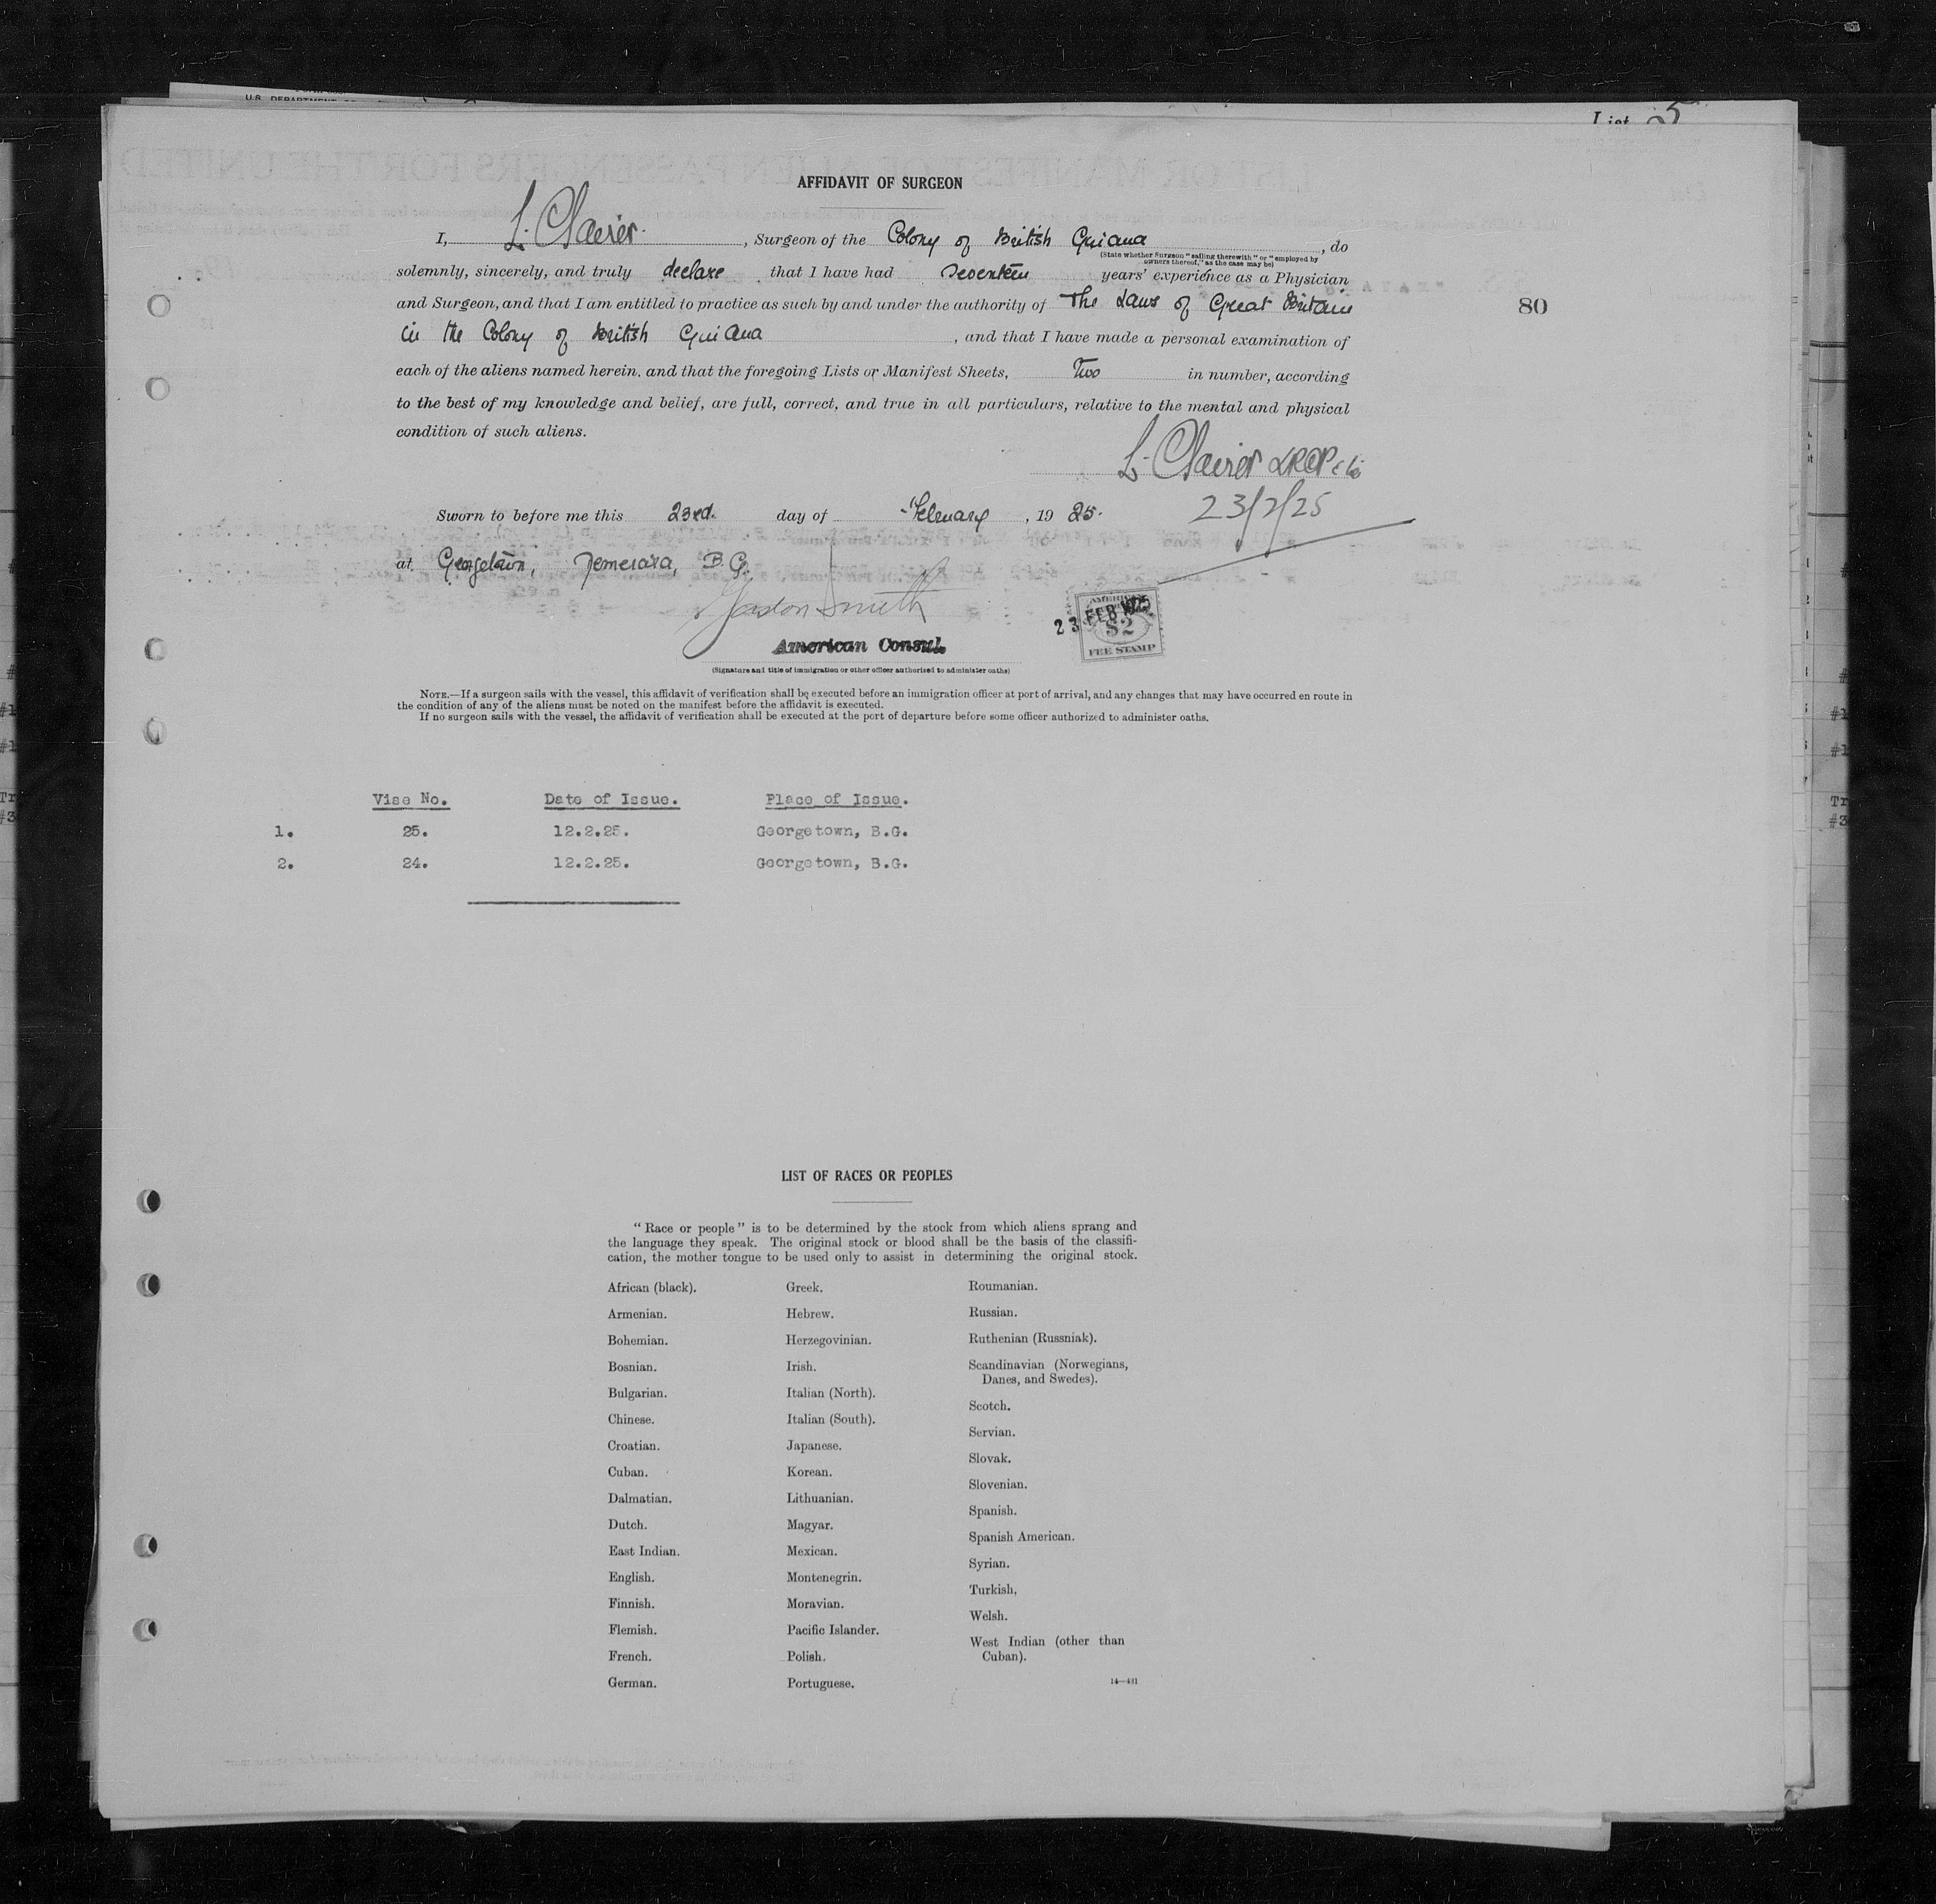 U.S. DEPARTMENT
List 5
AFFIDAVIT OF SURGEON
I, , Surgeon of the Colony of British Guiana , do
(State whether Surgeon "sailing therewith" or "employed by
owners thereof," as the case may be)
solemnly, sincerely, and truly declare that I have had seventeen years' experience as a Physician
and Surgeon, and that I am entitled to practice as such by and under the authority of The Laws of Great Britain
80
in the Colony of British Guiana , and that I have made a personal examination of
each of the aliens named herein, and that the foregoing Lists or Manifest Sheets, Two in number, according
to the best of my knowledge and belief, are full, correct, and true in all particulars, relative to the mental and physical
condition of such aliens.
23/2/25
Sworn to before me this 23rd. day of February , 19 25.
at Georgetown, Demerara, B.G.
Gordon Smith
American Consul.
(Signature and title of immigration or other officer authorized to administer oaths)
AMERICAN
23 FEB 1925
$2
FEE STAMP
NOTE.—If a surgeon sails with the vessel, this affidavit of verification shall be executed before an immigration officer at port of arrival, and any changes that may have occurred en route in
the condition of any of the aliens must be noted on the manifest before the affidavit is executed.
If no surgeon sails with the vessel, the affidavit of verification shall be executed at the port of departure before some officer authorized to administer oaths.
Vise No. Date of Issue. Place of Issue.
1. 25. 12.2.25. Georgetown, B.G.
2. 24. 12.2.25. Georgetown, B.G.
LIST OF RACES OR PEOPLES
"Race or people" is to be determined by the stock from which aliens sprang and
the language they speak. The original stock or blood shall be the basis of the classifi-
cation, the mother tongue to be used only to assist in determining the original stock.
African (black).
Armenian.
Bohemian.
Bosnian.
Bulgarian.
Chinese.
Croatian.
Cuban.
Dalmatian.
Dutch.
East Indian.
English.
Finnish.
Flemish.
French.
German.
Greek.
Hebrew.
Herzegovinian.
Irish.
Italian (North).
Italian (South).
Japanese.
Korean.
Lithuanian.
Magyar.
Mexican.
Montenegrin.
Moravian.
Pacific Islander.
Polish.
Portuguese.
Roumanian.
Russian.
Ruthenian (Russniak).
Scandinavian (Norwegians,
Danes, and Swedes).
Scotch.
Servian.
Slovak.
Slovenian.
Spanish.
Spanish American.
Syrian.
Turkish.
Welsh.
West Indian (other than
Cuban).
14—431